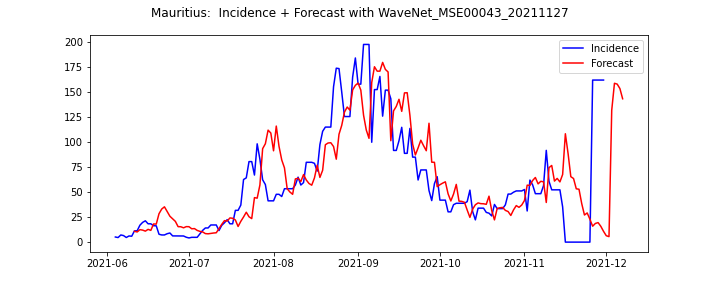 Mauritius:  Incidence + Forecast with WaveNet_MSE00043_20211127
Incidence
Forecast
200
175
150
125
100
75
50
25
0
2021-06 2021-07 2021-08 2021-09 2021-10 2021-11 2021-12